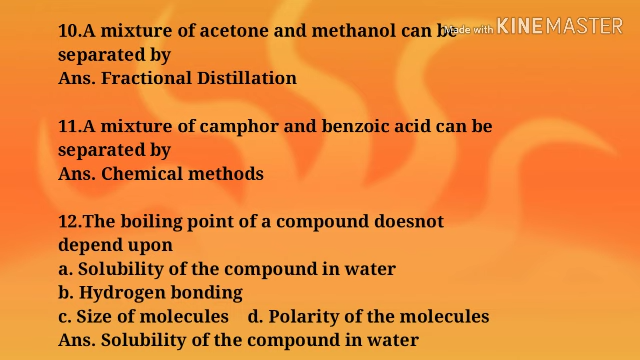 Made with KINEMASTER
10.A mixture of acetone and methanol can be
separated by
Ans. Fractional Distillation
11.A mixture of camphor and benzoic acid can be
separated by
Ans. Chemical methods
12.The boiling point of a compound doesnot
depend upon
a. Solubility of the compound in water
b. Hydrogen bonding
c. Size of molecules d. Polarity of the molecules
Ans. Solubility of the compound in water